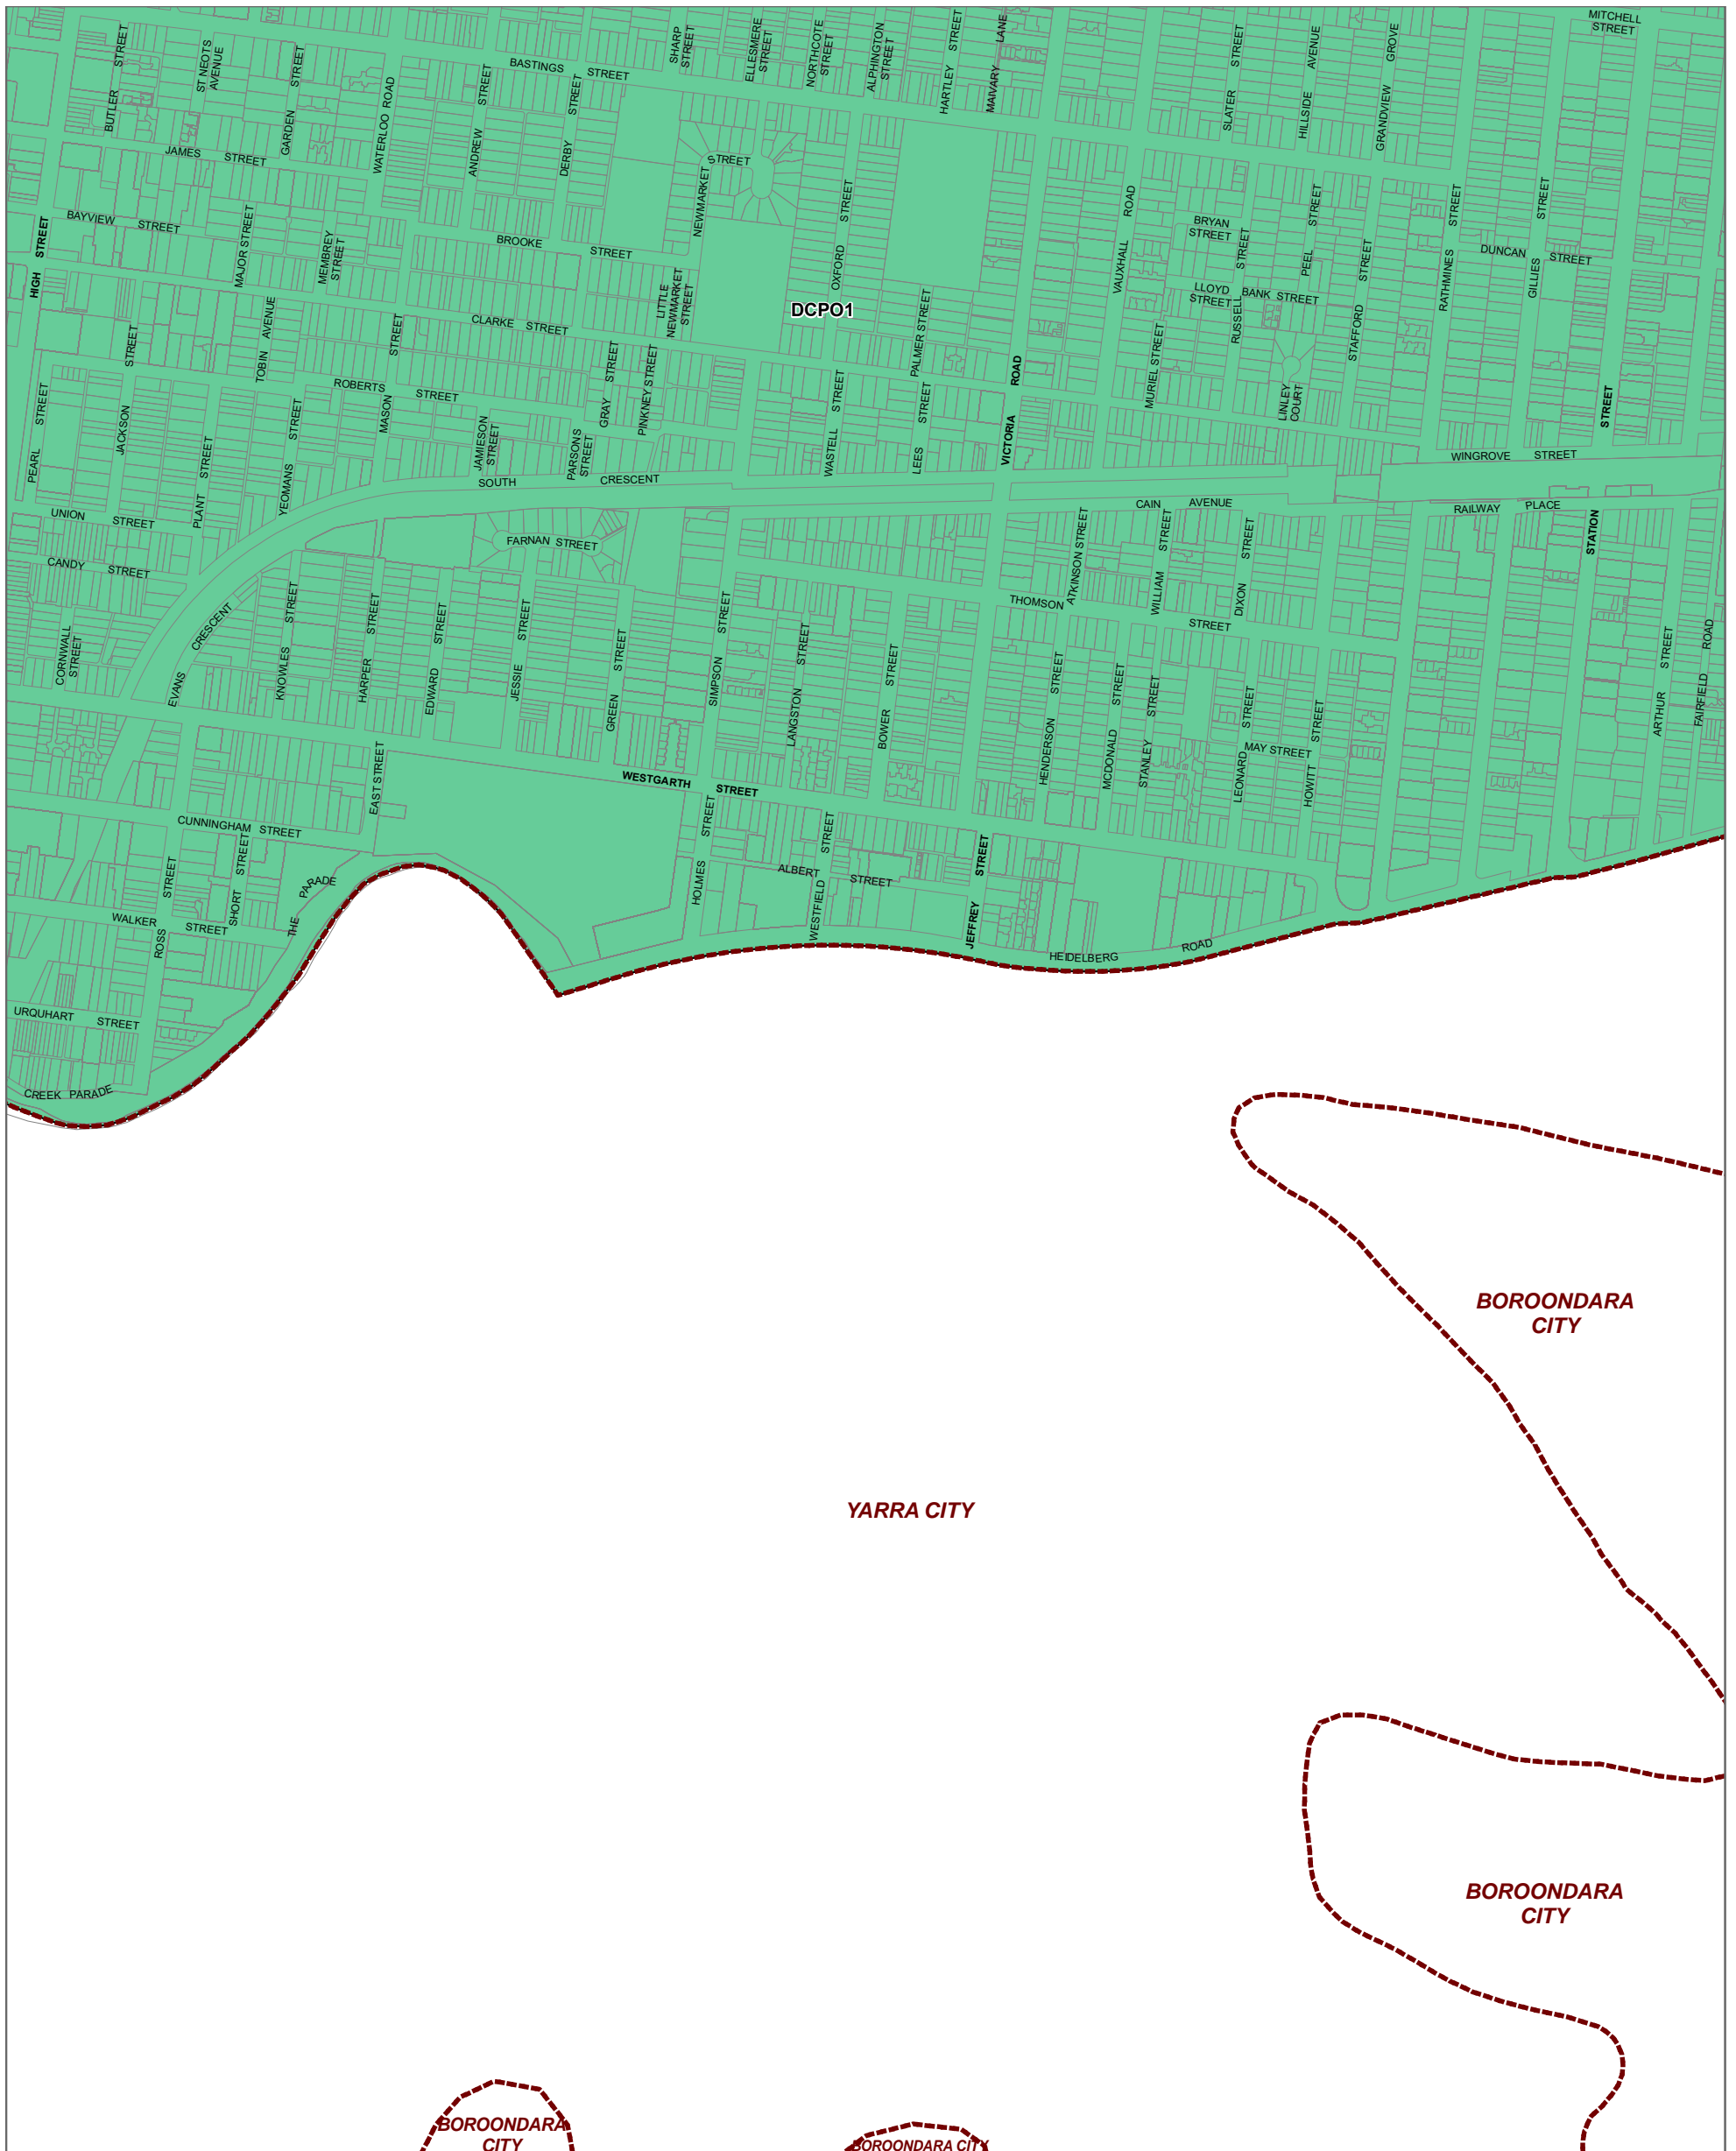 MITCHELL
STREET
BUTLER STREET
ST NEOTS
AVENUE
GARDEN STREET
WATERLOO ROAD
ANDREW STREET
BASTINGS STREET
DERBY STREET
SHARP
STREET
ELLESMERE
STREET
NORTHCOTE
STREET
ALPHINGTON
STREET
HARTLEY STREET
MAIVARY LANE
SLATER STREET
HILLSIDE AVENUE
GRANDVIEW GROVE
JAMES STREET
NEWMARKET STREET
OXFORD STREET
VAUXHALL ROAD
BRYAN
STREET
PEEL STREET
RATHMINES STREET
GILLIES STREET
DUNCAN STREET
HIGH STREET
BAYVIEW STREET
MAJOR STREET
MEMBREY
STREET
BROOKE STREET
LITTLE
NEWMARKET
STREET
DCPO1
LLOYD
STREET
BANK STREET
RUSSELL STREET
STAFFORD STREET
TOBIN AVENUE
CLARKE STREET
PALMER STREET
MURIEL STREET
LINLEY
COURT
VICTORIA ROAD
PEARL STREET
JACKSON STREET
PLANT STREET
YEOMANS STREET
ROBERTS STREET
MASON STREET
JAMIESON
STREET
PARSONS
STREET
GRAY STREET
PINKNEY STREET
WASTELL STREET
LEES STREET
WINGROVE STREET
SOUTH CRESCENT
STATION STREET
UNION STREET
CAIN AVENUE
RAILWAY PLACE
CANDY STREET
FARNAN STREET
ATKINSON STREET
WILLIAM STREET
DIXON STREET
THOMSON STREET
CORNWALL
STREET
EVANS CRESCENT
KNOWLES STREET
HARPER STREET
EDWARD STREET
JESSIE STREET
GREEN STREET
SIMPSON STREET
LANGSTON STREET
BOWER STREET
HENDERSON STREET
MCDONALD STREET
STANLEY STREET
LEONARD STREET
MAY STREET
HOWITT STREET
ARTHUR STREET
FAIRFIELD ROAD
EAST STREET
WESTGARTH STREET
CUNNINGHAM STREET
HOLMES STREET
ALBERT STREET
WESTFIELD STREET
JEFFREY STREET
ROSS STREET
SHORT STREET
THE PARADE
WALKER STREET
HEIDELBERG ROAD
URQUHART STREET
CREEK PARADE
BOROONDARA
CITY
YARRA CITY
BOROONDARA
CITY
BOROONDARA
CITY
BOROONDARA CITY